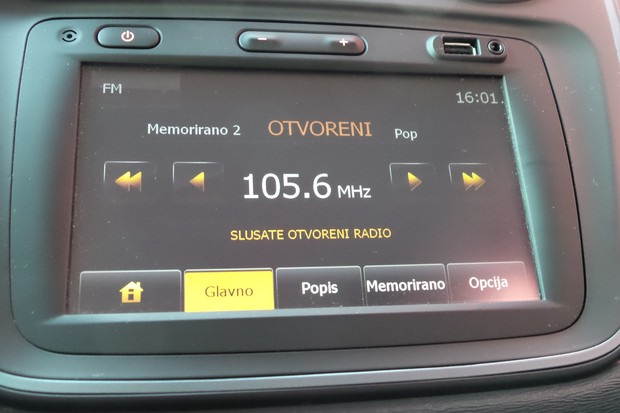 FM
16:01
Memorirano 2 OTVORENI Pop
105.6 MHz
SLUSATE OTVORENI RADIO
Glavno Popis Memorirano Opcija